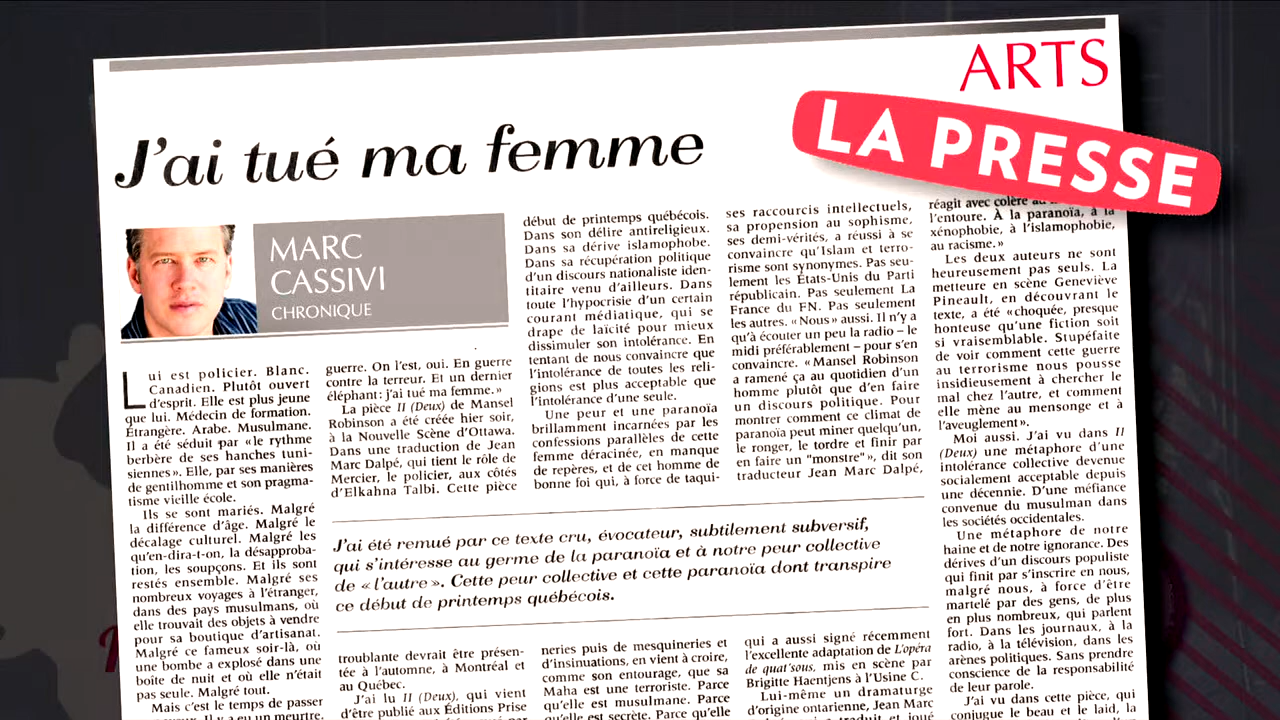 ARTS
LA PRESSE
J'ai tué ma femme
MARC
CASSIVI
CHRONIQUE
Lui est policier. Blanc.
Canadien. Plutôt ouvert
d'esprit. Elle est plus jeune
que lui. Médecin de formation.
Étrangère. Arabe. Musulmane.
Il a été séduit par « le rythme
berbère de ses hanches tuni-
siennes ». Elle, par ses manières
de gentilhomme et son pragma-
tisme vieille école.
Ils se sont mariés. Malgré
la différence d'âge. Malgré le
décalage culturel. Malgré les
qu'en-dira-t-on, la désapproba-
tion, les soupçons. Et ils sont
restés ensemble. Malgré ses
nombreux voyages à l'étranger,
dans des pays musulmans, où
elle trouvait des objets à vendre
pour sa boutique d'artisanat.
Malgré ce fameux soir-là, où
une bombe a explosé dans une
boîte de nuit et où elle n'était
pas seule. Malgré tout.
Mais c'est le temps de passer
Il y a eu un meurtre.
guerre. On l'est, oui. En guerre
contre la terreur. Et un dernier
éléphant : j'ai tué ma femme. »
La pièce II (Deux) de Mansel
Robinson a été créée hier soir,
à la Nouvelle Scène d'Ottawa.
Dans une traduction de Jean
Marc Dalpé, qui tient le rôle de
Mercier, le policier, aux côtés
d'Elkahna Talbi. Cette pièce
début de printemps québécois.
Dans son délire antireligieux.
Dans sa dérive islamophobe.
Dans sa récupération politique
d'un discours nationaliste iden-
titaire venu d'ailleurs. Dans
toute l'hypocrisie d'un certain
courant médiatique, qui se
drape de laïcité pour mieux
dissimuler son intolérance. En
tentant de nous convaincre que
l'intolérance de toutes les reli-
gions est plus acceptable que
l'intolérance d'une seule.
Une peur et une paranoïa
brillamment incarnées par les
confessions parallèles de cette
femme déracinée, en manque
de repères, et de cet homme de
bonne foi qui, à force de taqui-
ses raccourcis intellectuels,
sa propension au sophisme,
ses demi-vérités, a réussi à se
convaincre qu'Islam et terro-
risme sont synonymes. Pas seu-
lement les États-Unis du Parti
républicain. Pas seulement La
France du FN. Pas seulement
les autres. « Nous » aussi. Il n'y a
qu'à écouter un peu la radio – le
midi préférablement – pour s'en
convaincre. « Mansel Robinson
a ramené ça au quotidien d'un
homme plutôt que d'en faire
un discours politique. Pour
montrer comment ce climat de
paranoïa peut miner quelqu'un,
le ronger, le tordre et finir par
en faire un "monstre" », dit son
traducteur Jean Marc Dalpé,
J'ai été remué par ce texte cru, évocateur, subtilement subversif,
qui s'intéresse au germe de la paranoïa et à notre peur collective
de « l'autre ». Cette peur collective et cette paranoïa dont transpire
ce début de printemps québécois.
troublante devrait être présen-
tée à l'automne, à Montréal et
au Québec.
J'ai lu II (Deux), qui vient
d'être publié aux Éditions Prise
neries puis de mesquineries et
d'insinuations, en vient à croire,
comme son entourage, que sa
Maha est une terroriste. Parce
qu'elle est musulmane. Parce
qu'elle est secrète. Parce qu'elle
qui a aussi signé récemment
l'excellente adaptation de L'opéra
de quat'sous, mis en scène par
Brigitte Haentjens à l'Usine C.
Lui-même un dramaturge
d'origine ontarienne, Jean Marc
réagit avec colère
l'entoure. À la paranoïa, à la
xénophobie, à l'islamophobie,
au racisme. »
Les deux auteurs ne sont
heureusement pas seuls. La
metteure en scène Geneviève
Pineault, en découvrant le
texte, a été « choquée, presque
honteuse qu'une fiction soit
si vraisemblable. Stupéfaite
de voir comment cette guerre
au terrorisme nous pousse
insidieusement à chercher le
mal chez l'autre, et comment
elle mène au mensonge et à
l'aveuglement ».
Moi aussi. J'ai vu dans II
(Deux) une métaphore d'une
intolérance collective devenue
socialement acceptable depuis
une décennie. D'une méfiance
convenue du musulman dans
les sociétés occidentales.
Une métaphore de notre
haine et de notre ignorance. Des
dérives d'un discours populiste
qui finit par s'inscrire en nous,
malgré nous, à force d'être
martelé par des gens, de plus
en plus nombreux, qui parlent
fort. Dans les journaux, à la
radio, à la télévision, dans les
arènes politiques. Sans prendre
conscience de la responsabilité
de leur parole.
J'ai vu dans cette pièce, qui
conjugue le beau et le laid, la